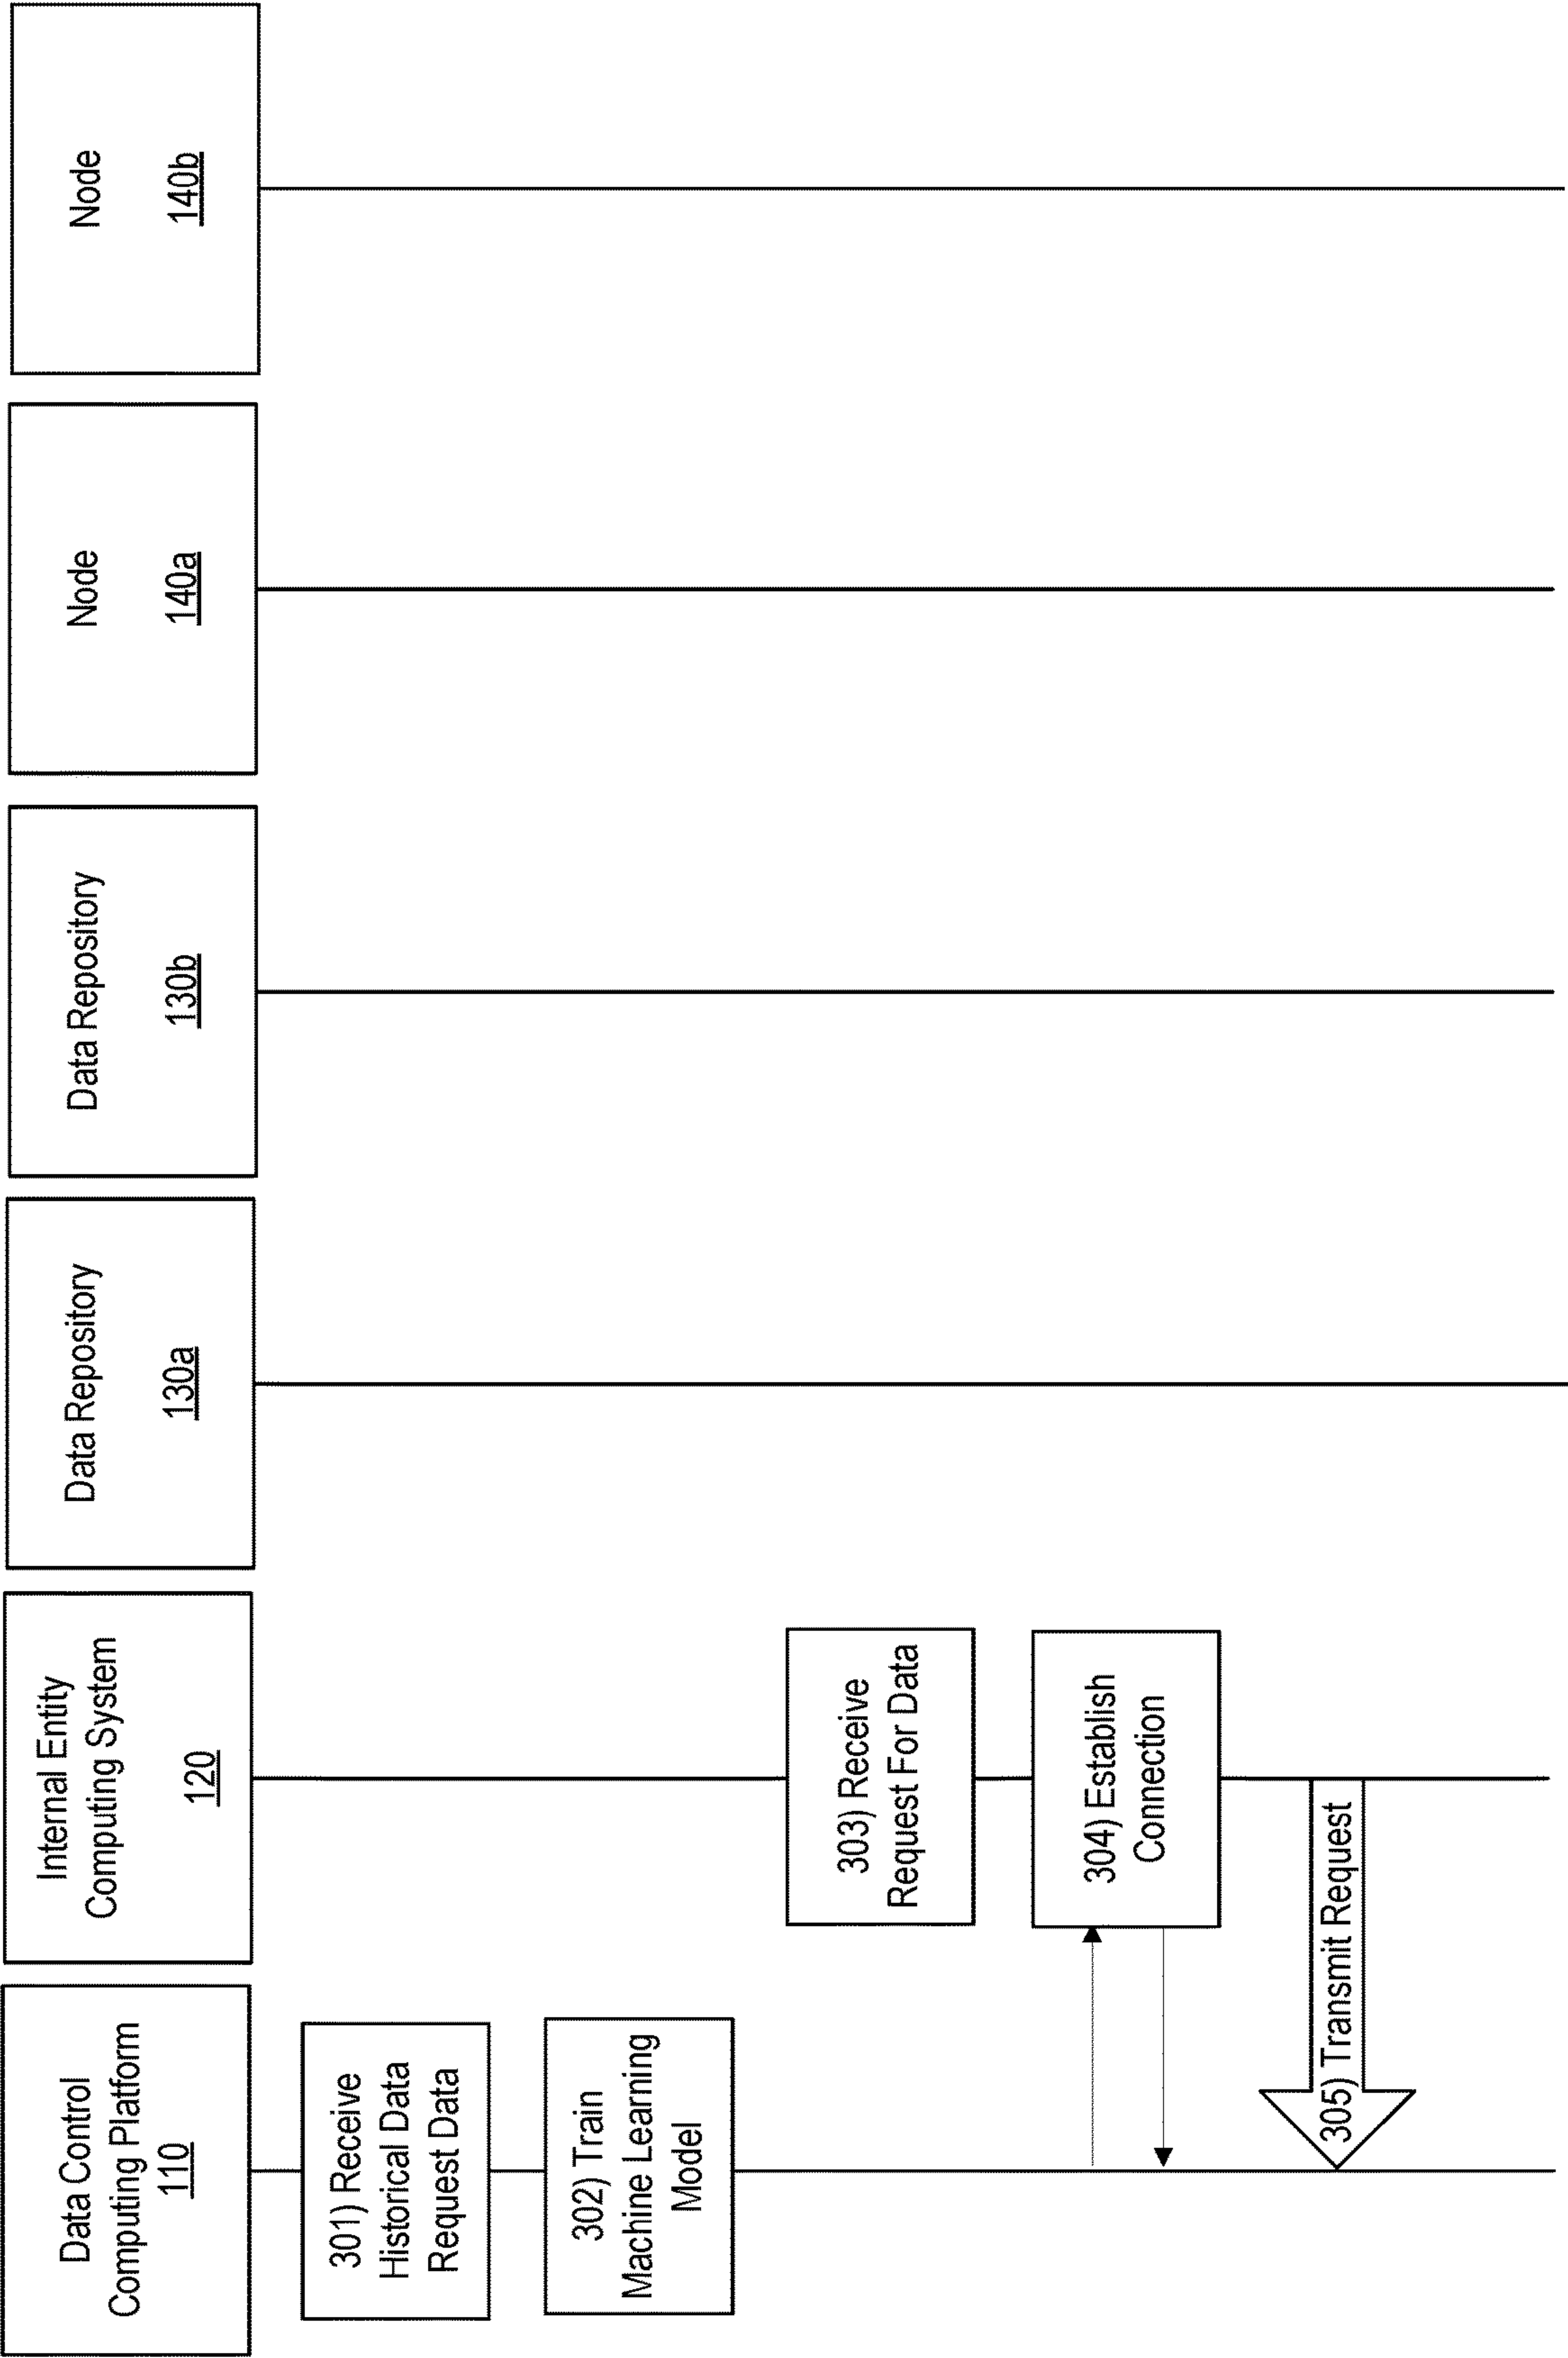 Data Control
Computing Platform
110
Internal Entity
Computing System
120
Data Repository
130a
Data Repository
130b
Node
140a
Node
140b
301) Receive
Historical Data
Request Data
302) Train
Machine Learning
Model
303) Receive
Request For Data
304) Establish
Connection
305) Transmit Request